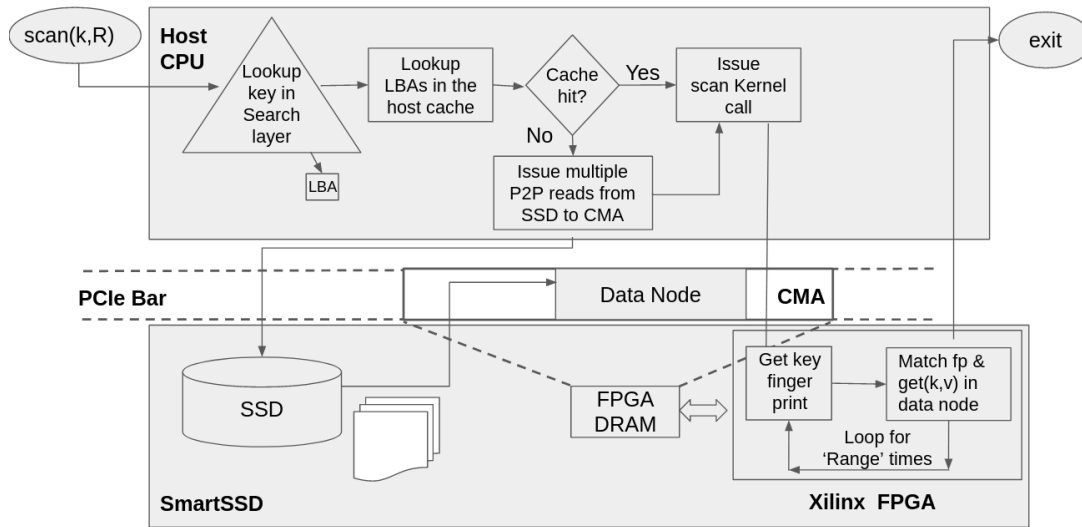 scan(k,R)
Host
CPU
Lookup
key in
Search
layer
LBA
Lookup
LBAs in the
host cache
Cache
hit?
Yes
No
Issue
scan Kernel
call
Issue multiple
P2P reads from
SSD to CMA
exit
PCIe Bar
Data Node
CMA
SSD
FPGA
DRAM
Get key
finger
print
Match fp &
get(k,v) in
data node
Loop for
‘Range’ times
SmartSSD
Xilinx FPGA